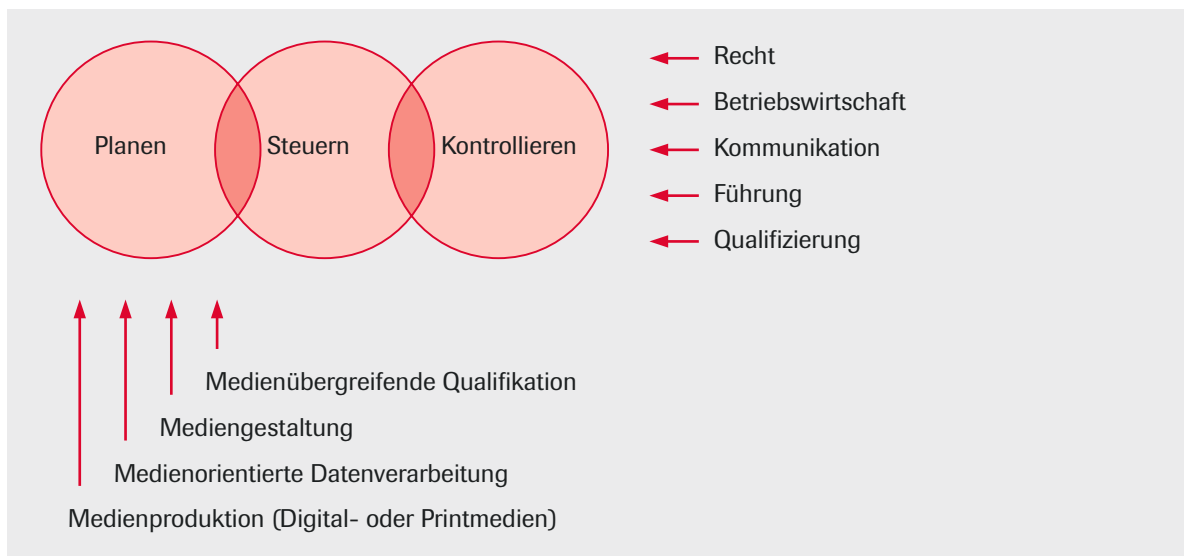 Planen
Steuern
Kontrollieren
Recht
Betriebswirtschaft
Kommunikation
Führung
Qualifizierung
Medienübergreifende Qualifikation
Mediengestaltung
Medienorientierte Datenverarbeitung
Medienproduktion (Digital- oder Printmedien)